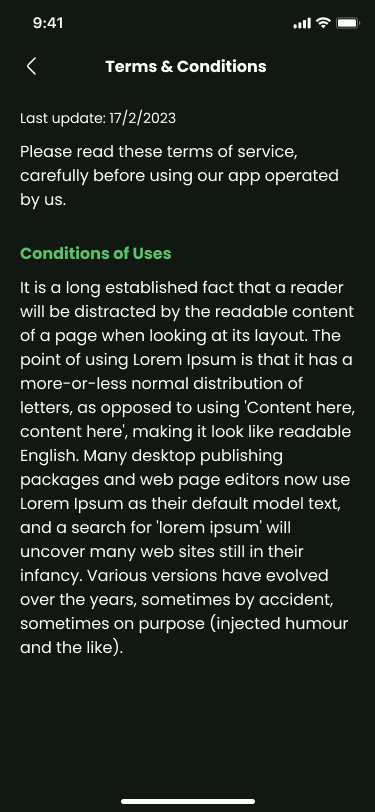 9:41
Terms & Conditions
Last update: 17/2/2023
Please read these terms of service,
carefully before using our app operated
by us.
Conditions of Uses
It is a long established fact that a reader
will be distracted by the readable content
of a page when looking at its layout. The
point of using Lorem Ipsum is that it has a
more-or-less normal distribution of
letters, as opposed to using 'Content here,
content here', making it look like readable
English. Many desktop publishing
packages and web page editors now use
Lorem Ipsum as their default model text,
and a search for 'lorem ipsum' will
uncover many web sites still in their
infancy. Various versions have evolved
over the years, sometimes by accident,
sometimes on purpose (injected humour
and the like).